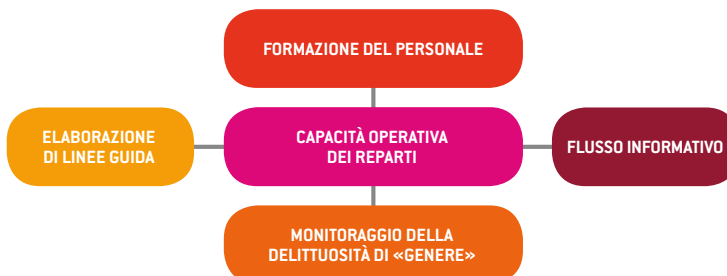 FORMAZIONE DEL PERSONALE
ELABORAZIONE
DI LINEE GUIDA
CAPACITÀ OPERATIVA
DEI REPARTI
FLUSSO INFORMATIVO
MONITORAGGIO DELLA
DELITTUOSITÀ DI «GENERE»